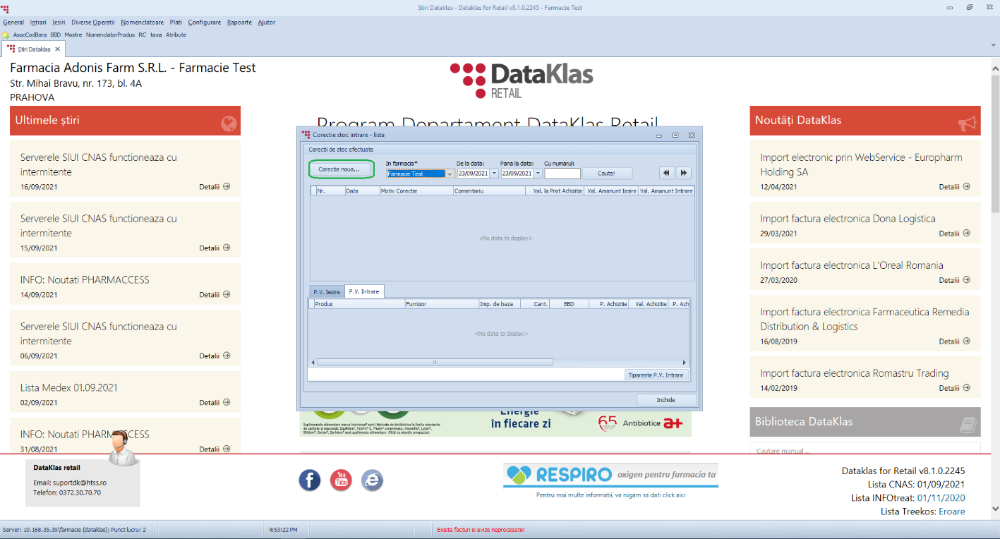 Știri Dataklas - Dataklas for Retail v8.1.0.2245 - Farmacie Test
General Intrari Iesiri Diverse Operatii Nomenclatoare Plati Configurare Rapoarte Ajutor
AsocCodBara BBD Mostre NomenclatorProdus RC taxa Atribute
Știri Dataklas
Farmacia Adonis Farm S.R.L. - Farmacie Test
Str. Mihai Bravu, nr. 173, bl. 4A
PRAHOVA
DataKlas
RETAIL
Ultimele știri
Serverele SIUI CNAS functioneaza cu
intermitente
16/09/2021 Detalii
Serverele SIUI CNAS functioneaza cu
intermitente
15/09/2021 Detalii
INFO: Noutati PHARMACCESS
14/09/2021 Detalii
Serverele SIUI CNAS functioneaza cu
intermitente
06/09/2021 Detalii
Lista Medex 01.09.2021
02/09/2021 Detalii
INFO: Noutati PHARMACCESS
31/08/2021 Detalii
Program Departament DataKlas Retail
Corectie stoc intrare - lista
Corectii de stoc efectuate
Corectie noua...
In farmacia* De la data: Pana la data: Cu numarul:
Farmacie Test 23/09/2021 23/09/2021 Cauta!
Nr. Data Motiv Corectie Comentariu Val. la Pret Achizitie Val. Amanunt Iesire Val. Amanunt Intrare
<No data to display>
P.V. Iesire P.V. Intrare
Produs Furnizor Imp. de baza Cant. BBD P. Achizitie Val. Achizitie P. Ach
<No data to display>
Tipareste P.V. Intrare
Inchide
Energie
în fiecare zi
65
Antibiotice a+
Noutăți DataKlas
Import electronic prin WebService - Europharm
Holding SA
12/04/2021 Detalii
Import factura electronica Dona Logistica
29/03/2021 Detalii
Import factura electronica L'Oreal Romania
27/03/2020 Detalii
Import factura electronica Farmaceutica Remedia
Distribution & Logistics
16/08/2019 Detalii
Import factura electronica Romastru Trading
14/02/2019 Detalii
Biblioteca DataKlas
Cautare manual ...
DataKlas retail
Email: suportdk@htss.ro
Telefon: 0372.30.70.70
f
You
Tube
e
RESPIRO oxigen pentru farmacia ta
Pentru mai multe informatii, va rugam sa dati click aici
Dataklas for Retail v8.1.0.2245
Lista CNAS: 01/09/2021
Lista INFOtreat: 01/11/2020
Lista Treekos: Eroare
Server: 10.168.35.39\farmacie (dataklas); Punct lucru: 2 4:53:22 PM Exista facturi si avize neprocesate!